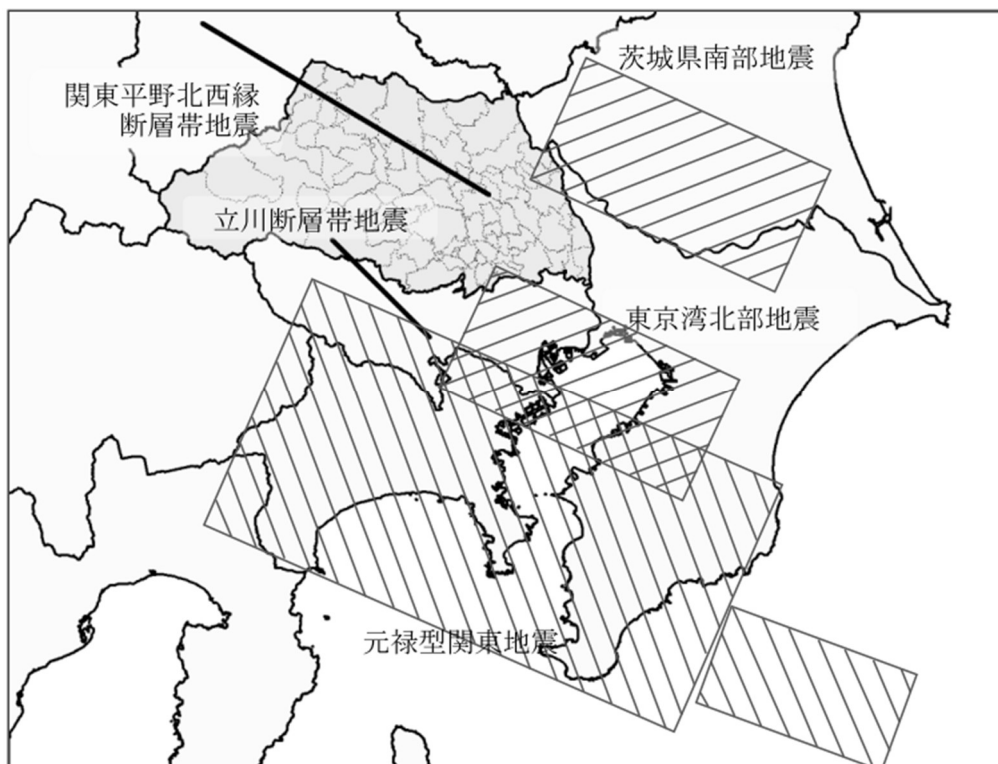 茨城県南部地震
関東平野北西縁
断層帯地震
立川断層帯地震
東京湾北部地震
元禄型関東地震